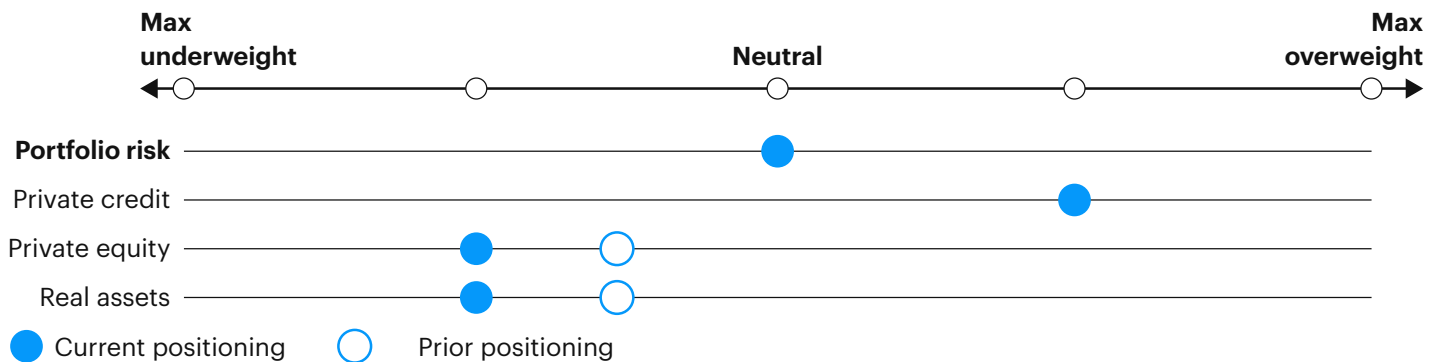 Max underweight
Neutral
Max overweight
Portfolio risk
Private credit
Private equity
Real assets
Current positioning
Prior positioning